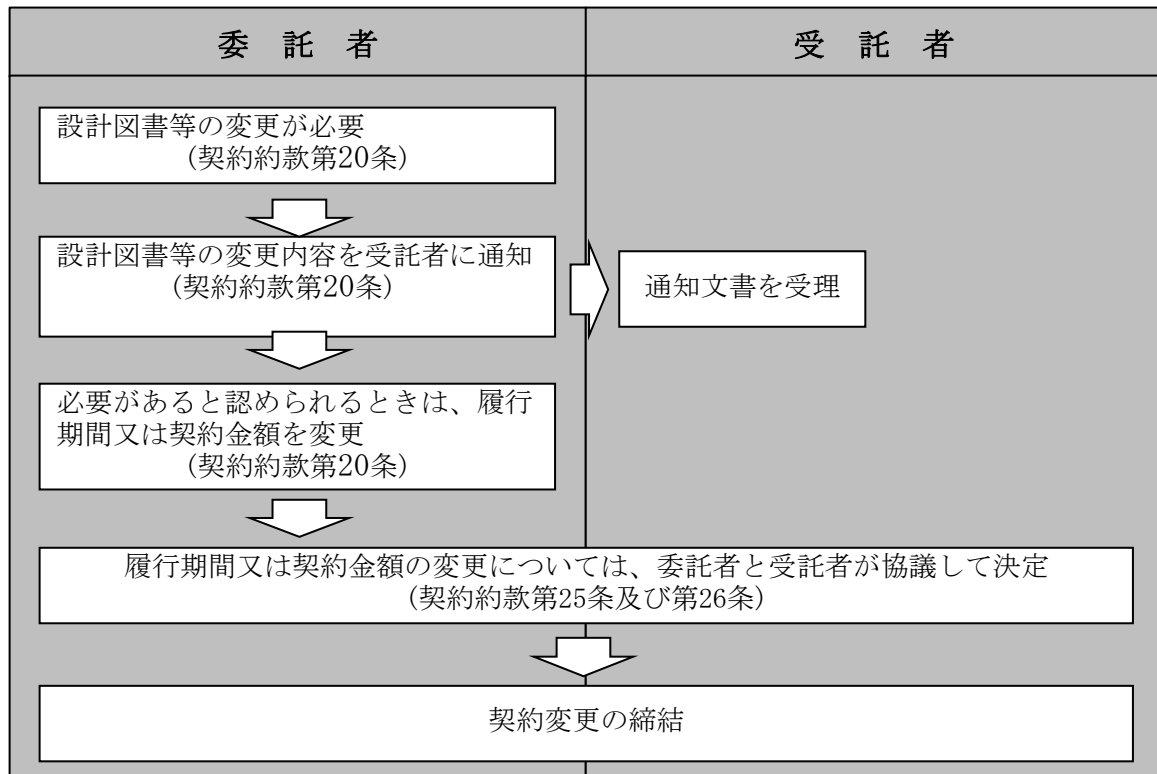 委 託 者
受 託 者
設計図書等の変更が必要
(契約約款第20条)
設計図書等の変更内容を受託者に通知
(契約約款第20条)
通知文書を受理
必要があると認められるときは、履行
期間又は契約金額を変更
(契約約款第20条)
履行期間又は契約金額の変更については、委託者と受託者が協議して決定
(契約約款第25条及び第26条)
契約変更の締結